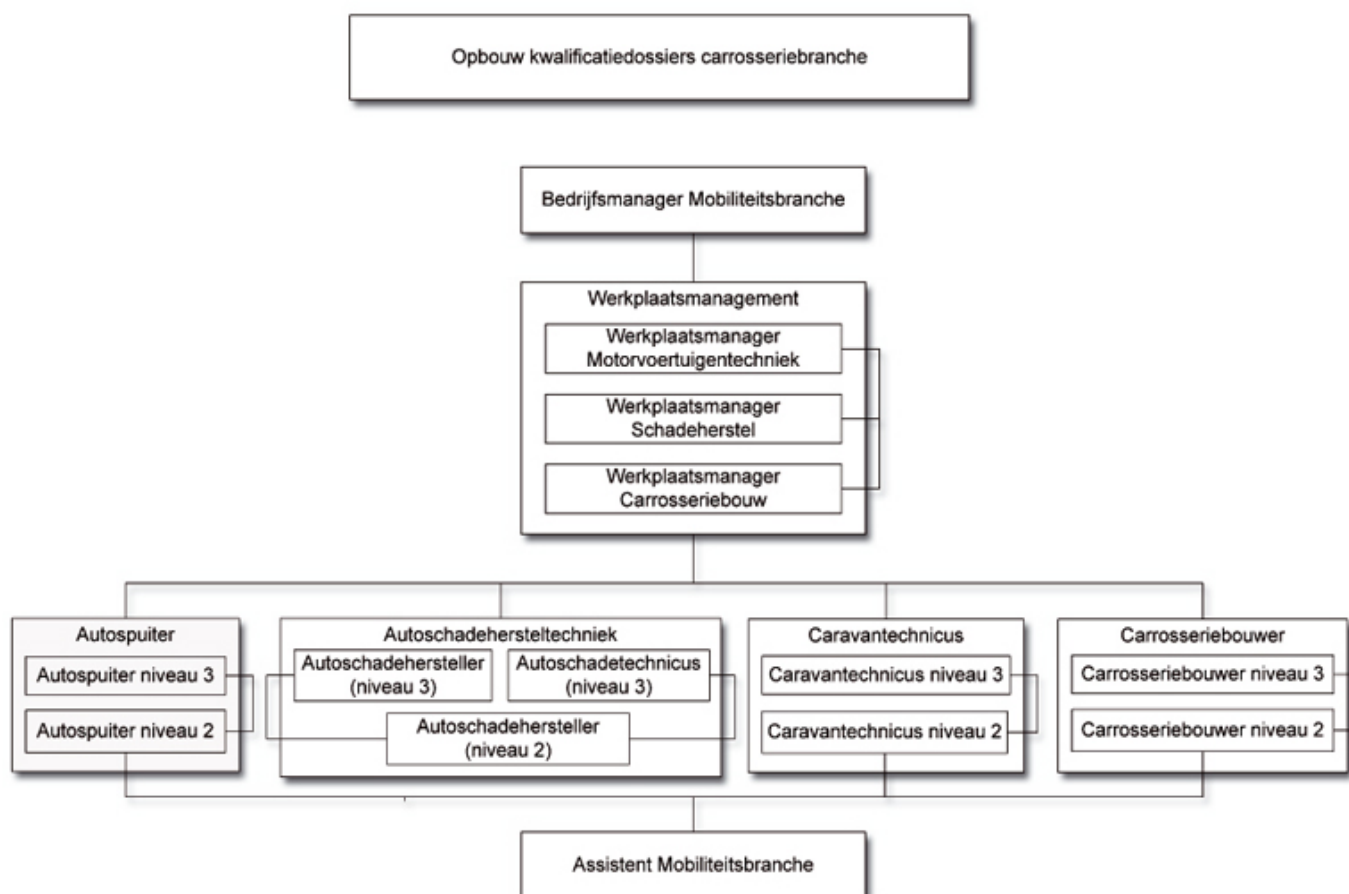 Opbouw kwalificatiedossiers carrosseriebranche
Bedrijfsmanager Mobiliteitsbranche
Werkplaatsmanagement
Werkplaatsmanager
Motorvoertuigentechniek
Werkplaatsmanager
Schadeherstel
Werkplaatsmanager
Carrosseriebouw
Autospuiter
Autospuiter niveau 3
Autospuiter niveau 2
Autoschadehersteltechniek
Autoschadehersteller
(niveau 3)
Autoschadetechnicus
(niveau 3)
Autoschadehersteller
(niveau 2)
Caravantechnicus
Caravantechnicus niveau 3
Caravantechnicus niveau 2
Carrosseriebouwer
Carrosseriebouwer niveau 3
Carrosseriebouwer niveau 2
Assistent Mobiliteitsbranche